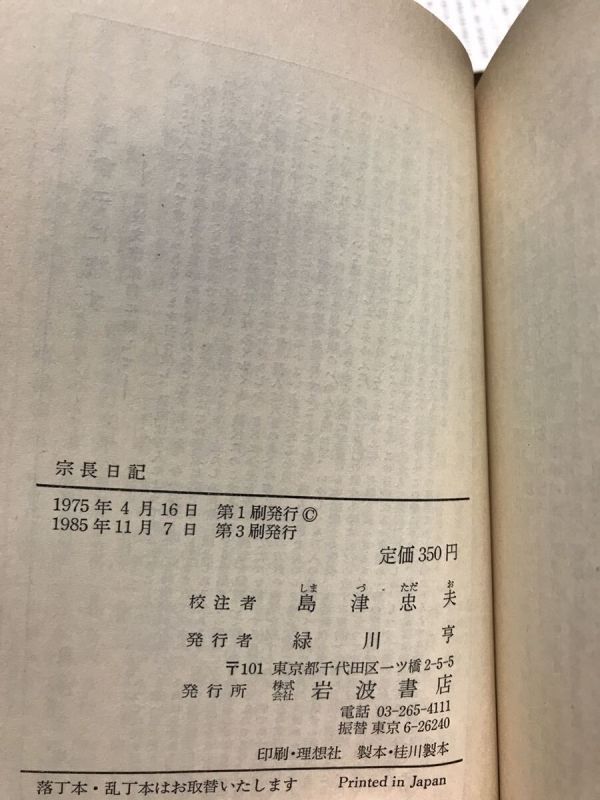 宗長日記
1975年4月16日 第1刷発行©
1985年11月7日 第3刷発行
定価350円
しま づ・ただ お
校注者 島津忠夫
発行者 緑川亨
〒101 東京都千代田区一ツ橋2-5-5
発行所 株式会社 岩波書店
電話 03-265-4111
振替 東京6-26240
印刷・理想社 製本・桂川製本
落丁本・乱丁本はお取替いたします Printed in Japan